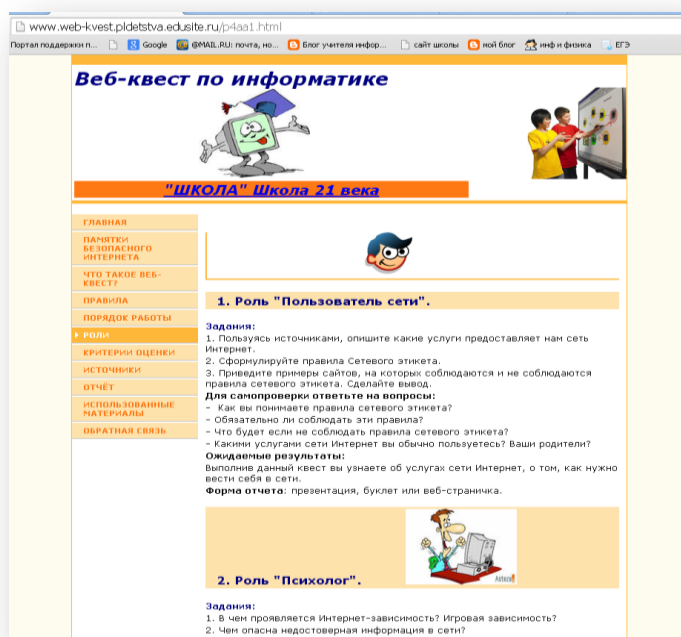 www.web-kvest.pldetstva.edusite.ru/p4aa1.html
Портал поддержки п... Google @MAIL.RU: почта, но... Блог учителя инфор... сайт школы мой блог инф и физика ЕГЭ
Веб-квест по информатике
"ШКОЛА" Школа 21 века
ГЛАВНАЯ
ПАМЯТКИ
БЕЗОПАСНОГО
ИНТЕРНЕТА
ЧТО ТАКОЕ ВЕБ-
КВЕСТ?
ПРАВИЛА
ПОРЯДОК РАБОТЫ
РОЛИ
КРИТЕРИИ ОЦЕНКИ
ИСТОЧНИКИ
ОТЧЁТ
ИСПОЛЬЗОВАННЫЕ
МАТЕРИАЛЫ
ОБРАТНАЯ СВЯЗЬ
1. Роль "Пользователь сети".
Задания:
1. Пользуясь источниками, опишите какие услуги предоставляет нам сеть
Интернет.
2. Сформулируйте правила Сетевого этикета.
3. Приведите примеры сайтов, на которых соблюдаются и не соблюдаются
правила сетевого этикета. Сделайте вывод.
Для самопроверки ответьте на вопросы:
- Как вы понимаете правила сетевого этикета?
- Обязательно ли соблюдать эти правила?
- Что будет если не соблюдать правила сетевого этикета?
- Какими услугами сети Интернет вы обычно пользуетесь? Ваши родители?
Ожидаемые результаты:
Выполнив данный квест вы узнаете об услугах сети Интернет, о том, как нужно
вести себя в сети.
Форма отчета: презентация, буклет или веб-страничка.
2. Роль "Психолог".
Задания:
1. В чем проявляется Интернет-зависимость? Игровая зависимость?
2. Чем опасна недостоверная информация в сети?